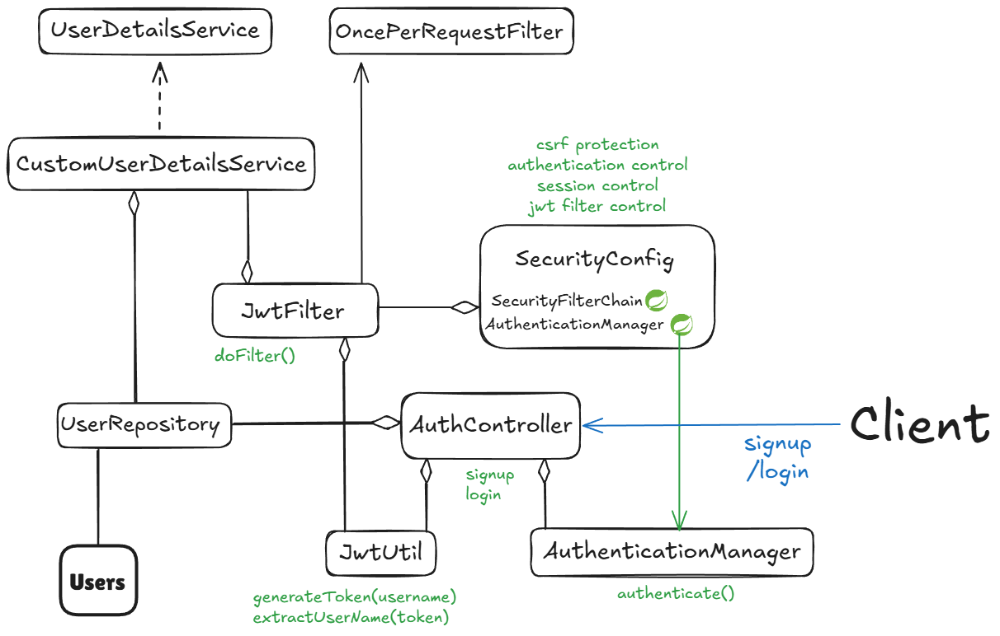 UserDetailsService
OncePerRequestFilter
CustomUserDetailsService
csrf protection
authentication control
session control
jwt filter control
SecurityConfig
SecurityFilterChain
AuthenticationManager
JwtFilter
doFilter()
UserRepository
AuthController
signup
login
Client
signup
/login
Users
JwtUtil
generateToken(username)
extractUserName(token)
AuthenticationManager
authenticate()